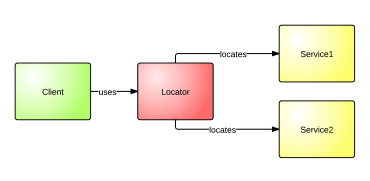 Client
uses
Locator
locates
Service1
locates
Service2